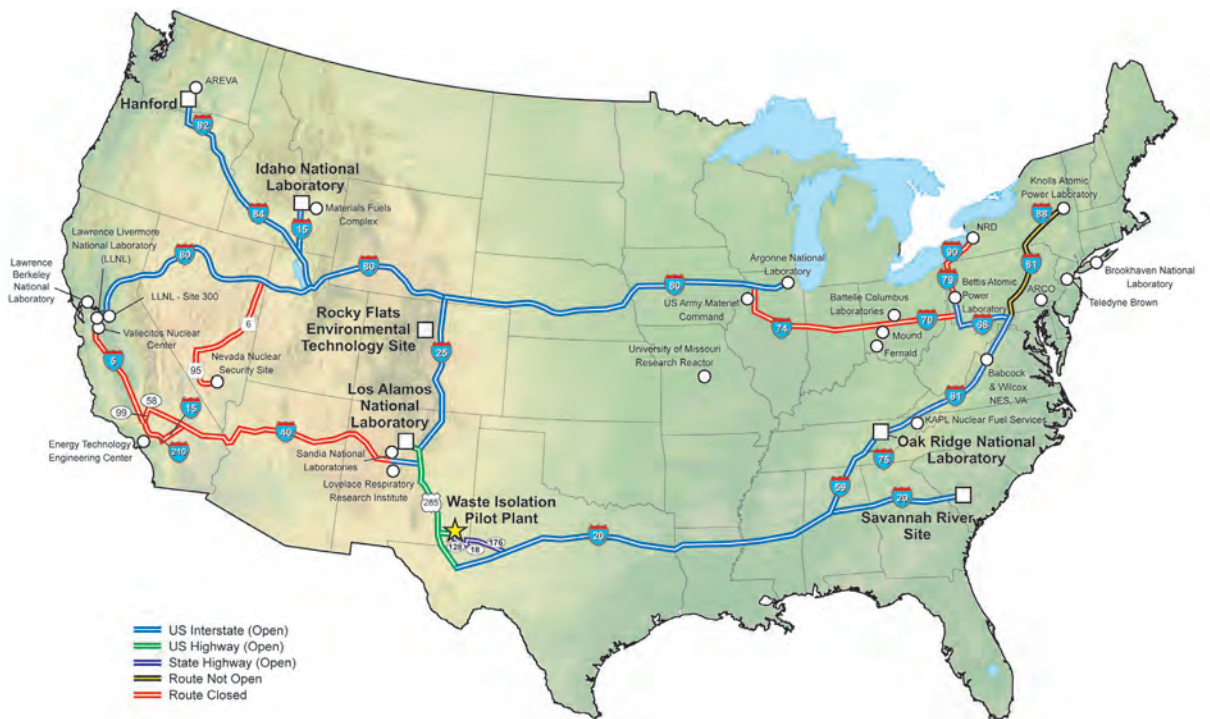 AREVA
Hanford
82
Idaho National
Laboratory
Materials Fuels
Complex
15
84
Lawrence Livermore
National Laboratory
(LLNL)
Lawrence
Berkeley
National
Laboratory
80
80
LLNL - Site 300
Vallecitos Nuclear
Center
6
95
Nevada Nuclear
Security Site
5
99
58
15
210
Energy Technology
Engineering Center
40
Rocky Flats
Environmental
Technology Site
25
Los Alamos
National
Laboratory
Sandia National
Laboratories
Lovelace Respiratory
Research Institute
285
Waste Isolation
Pilot Plant
128
18
176
20
80
Argonne National
Laboratory
US Army Materiel
Command
74
Battelle Columbus
Laboratories
70
Mound
Fernald
University of Missouri
Research Reactor
Knolls Atomic
Power Laboratory
88
NRD
90
79
81
Bettis Atomic
Power
Laboratory
68
ARCO
Brookhaven National
Laboratory
Teledyne Brown
Babcock
& Wilcox
NES, VA
81
KAPL Nuclear Fuel Services
Oak Ridge National
Laboratory
75
59
20
Savannah River
Site
US Interstate (Open)
US Highway (Open)
State Highway (Open)
Route Not Open
Route Closed